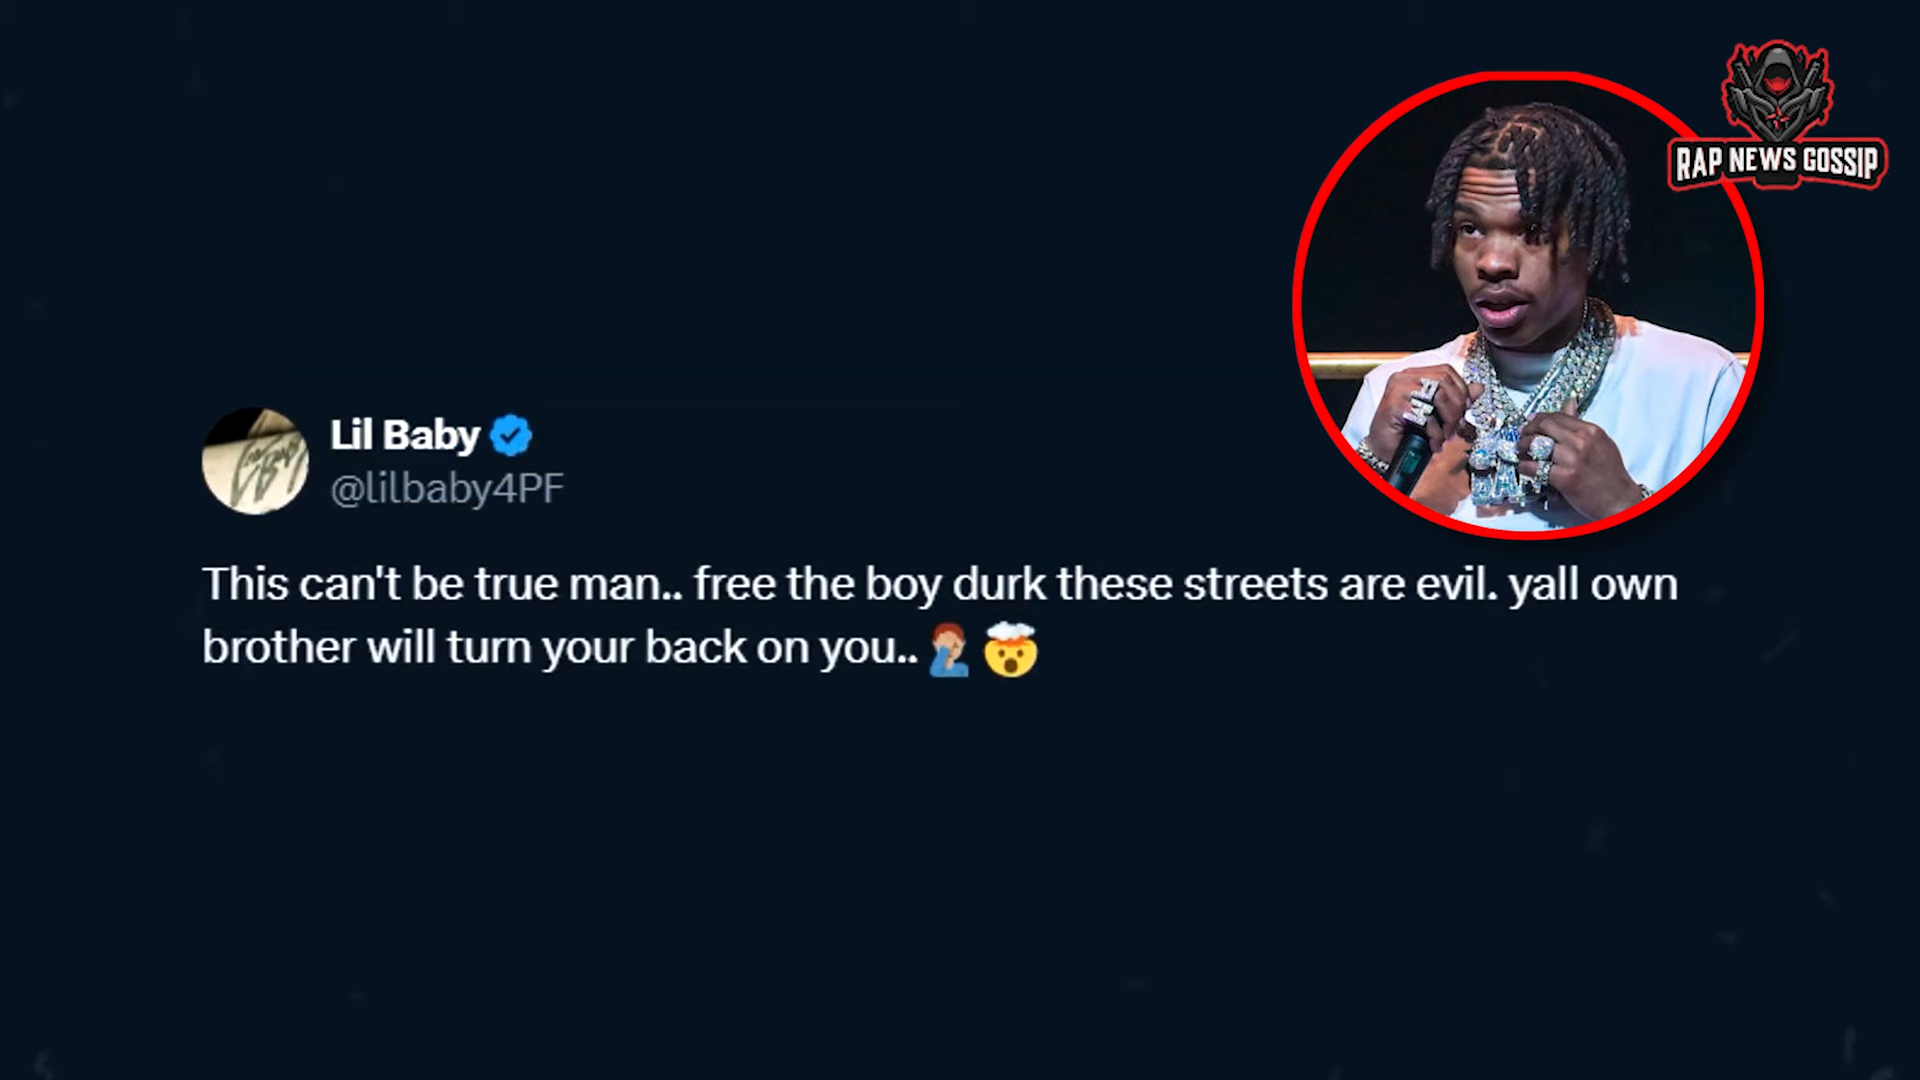 RAP NEWS GOSSIP
Lil Baby
@lilbaby4PF
This can't be true man.. free the boy durk these streets are evil. yall own
brother will turn your back on you..🤦🏽‍♂️🤯